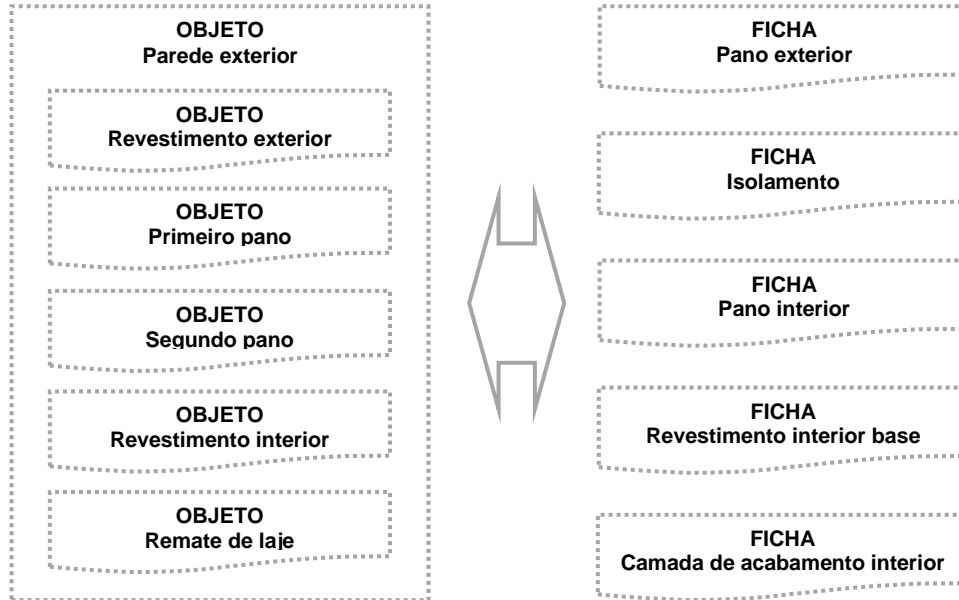 OBJETO
Parede exterior
OBJETO
Revestimento exterior
OBJETO
Primeiro pano
OBJETO
Segundo pano
OBJETO
Revestimento interior
OBJETO
Remate de laje
FICHA
Pano exterior
FICHA
Isolamento
FICHA
Pano interior
FICHA
Revestimento interior base
FICHA
Camada de acabamento interior